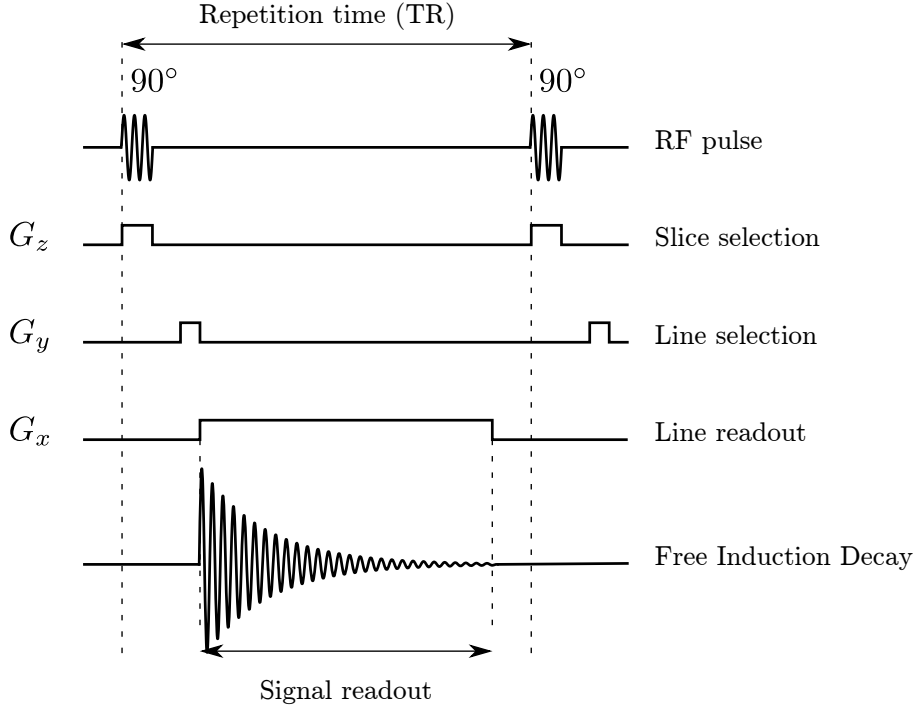 Repetition time (TR)
90° 90°
RF pulse
G_z Slice selection
G_y Line selection
G_x Line readout
Free Induction Decay
Signal readout